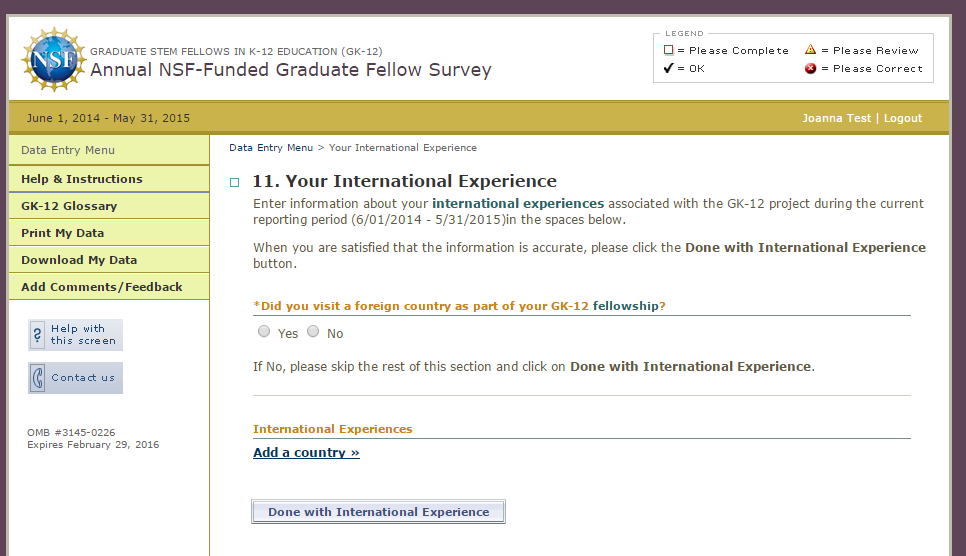 NSF
GRADUATE STEM FELLOWS IN K-12 EDUCATION (GK-12)
Annual NSF-Funded Graduate Fellow Survey
LEGEND
= Please Complete
= Please Review
= OK
= Please Correct
June 1, 2014 - May 31, 2015
Joanna Test | Logout
Data Entry Menu
Help & Instructions
GK-12 Glossary
Print My Data
Download My Data
Add Comments/Feedback
? Help with
this screen
Contact us
OMB #3145-0226
Expires February 29, 2016
Data Entry Menu > Your International Experience
11. Your International Experience
Enter information about your international experiences associated with the GK-12 project during the current
reporting period (6/01/2014 - 5/31/2015)in the spaces below.
When you are satisfied that the information is accurate, please click the Done with International Experience
button.
*Did you visit a foreign country as part of your GK-12 fellowship?
Yes No
If No, please skip the rest of this section and click on Done with International Experience.
International Experiences
Add a country »
Done with International Experience